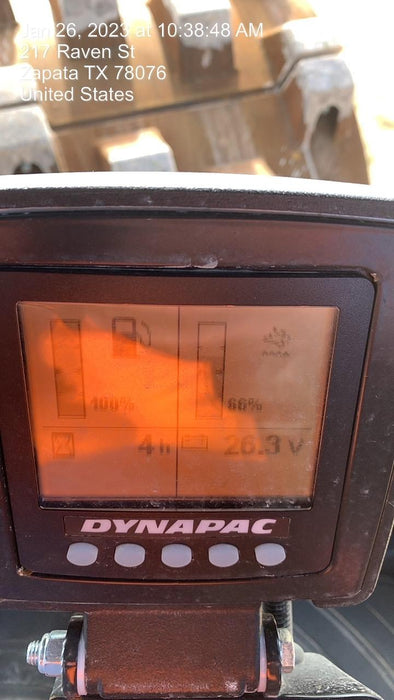 Jan 26, 2023 at 10:38:48 AM
217 Raven St
Zapata TX 78076
United States
100% 66%
4h 26.3 V
DYNAPAC